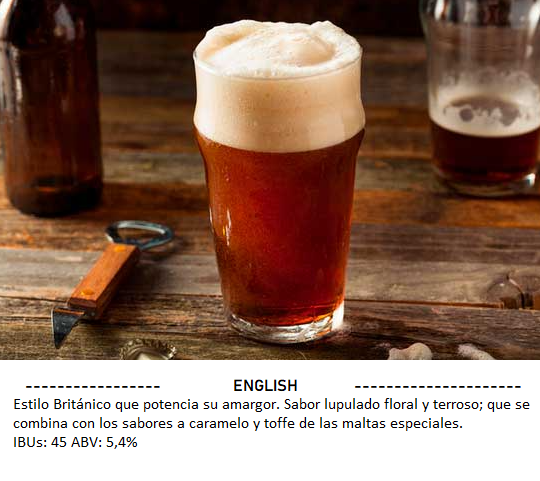 ----------------- ENGLISH ---------------------
Estilo Británico que potencia su amargor. Sabor lupulado floral y terroso; que se
combina con los sabores a caramelo y toffe de las maltas especiales.
IBUs: 45 ABV: 5,4%